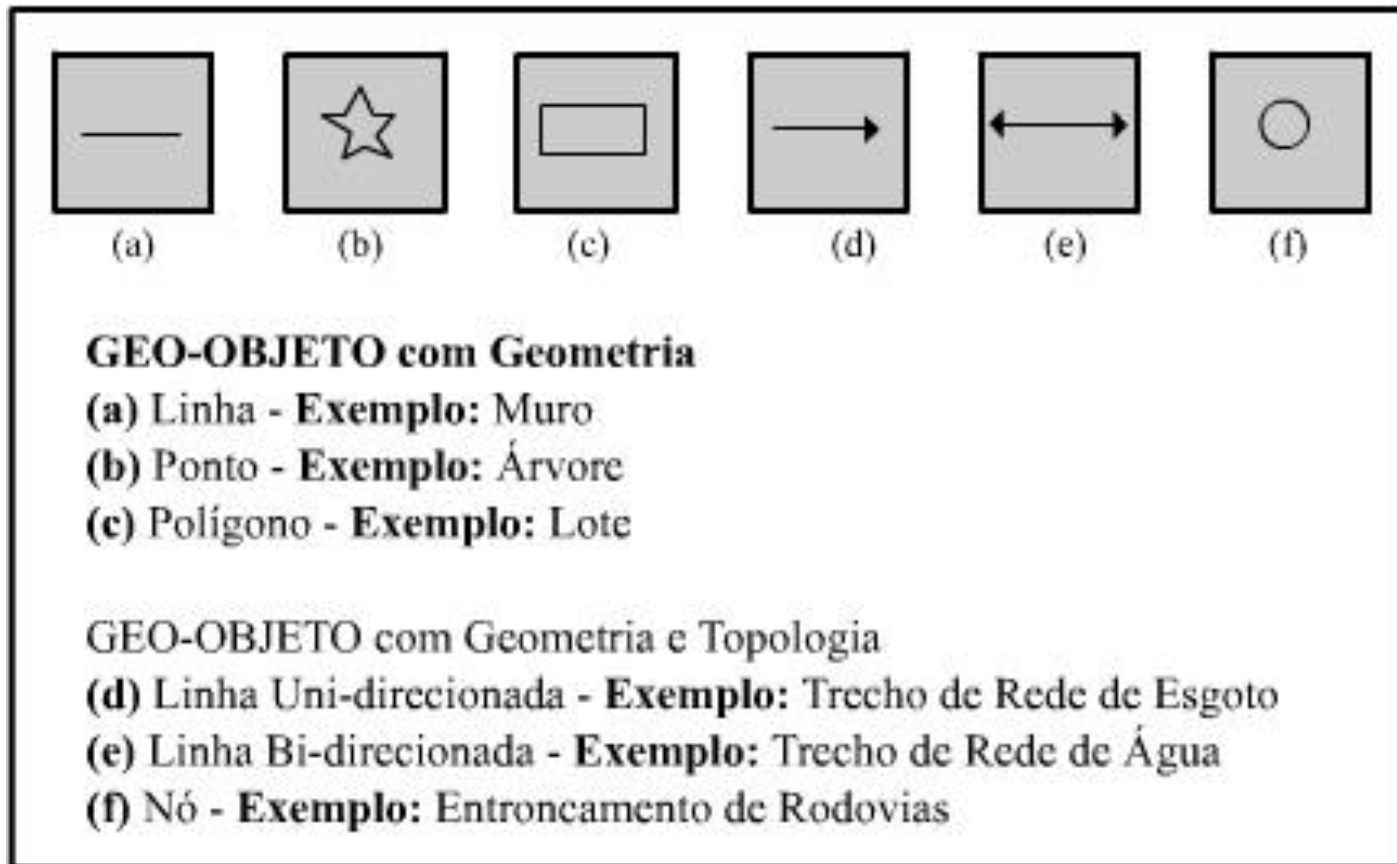 (a) (b) (c) (d) (e) (f)
GEO-OBJETO com Geometria
(a) Linha - Exemplo: Muro
(b) Ponto - Exemplo: Árvore
(c) Polígono - Exemplo: Lote
GEO-OBJETO com Geometria e Topologia
(d) Linha Uni-direcionada - Exemplo: Trecho de Rede de Esgoto
(e) Linha Bi-direcionada - Exemplo: Trecho de Rede de Água
(f) Nó - Exemplo: Entroncamento de Rodovias